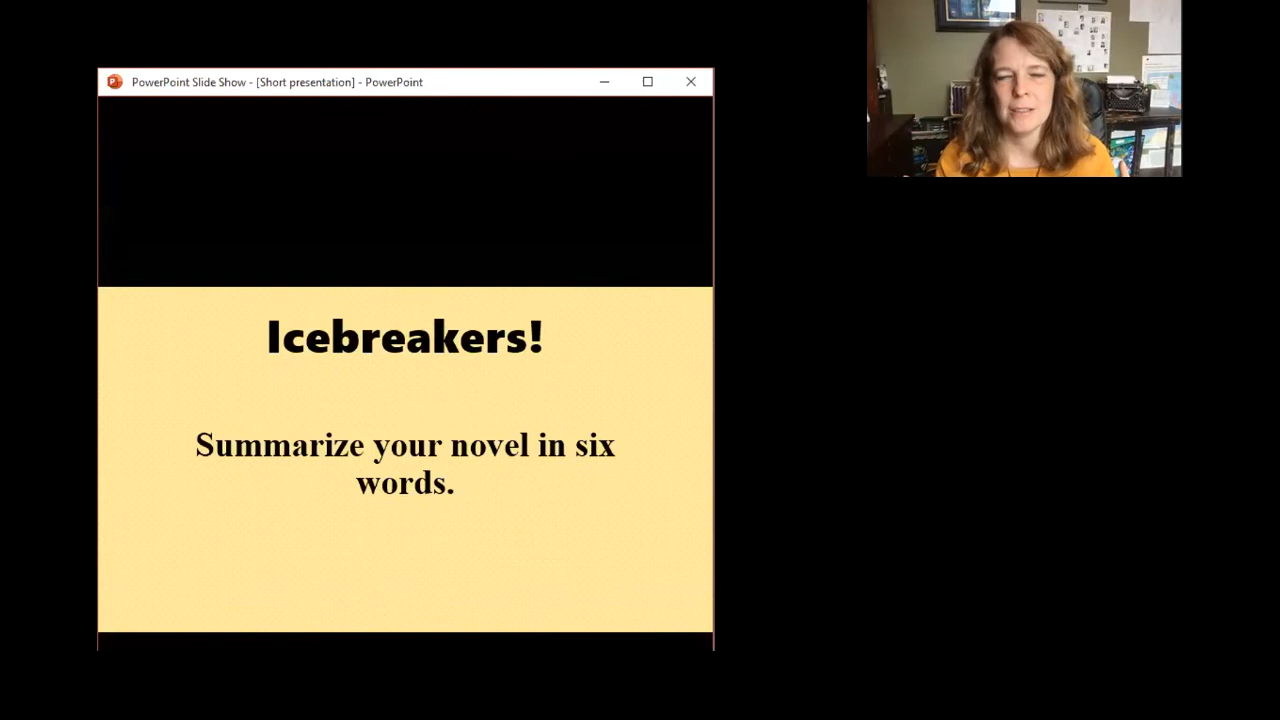 PowerPoint Slide Show - [Short presentation] - PowerPoint
Icebreakers!
Summarize your novel in six
words.